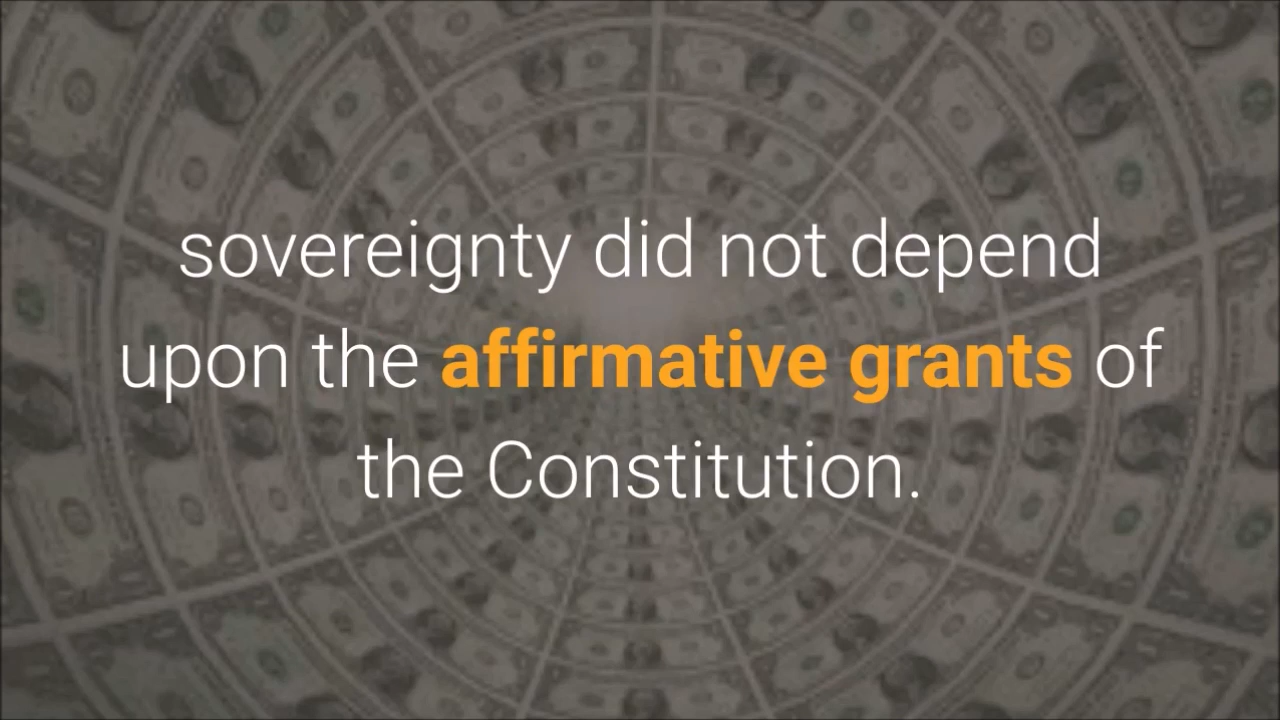 sovereignty did not depend
upon the affirmative grants of
the Constitution.